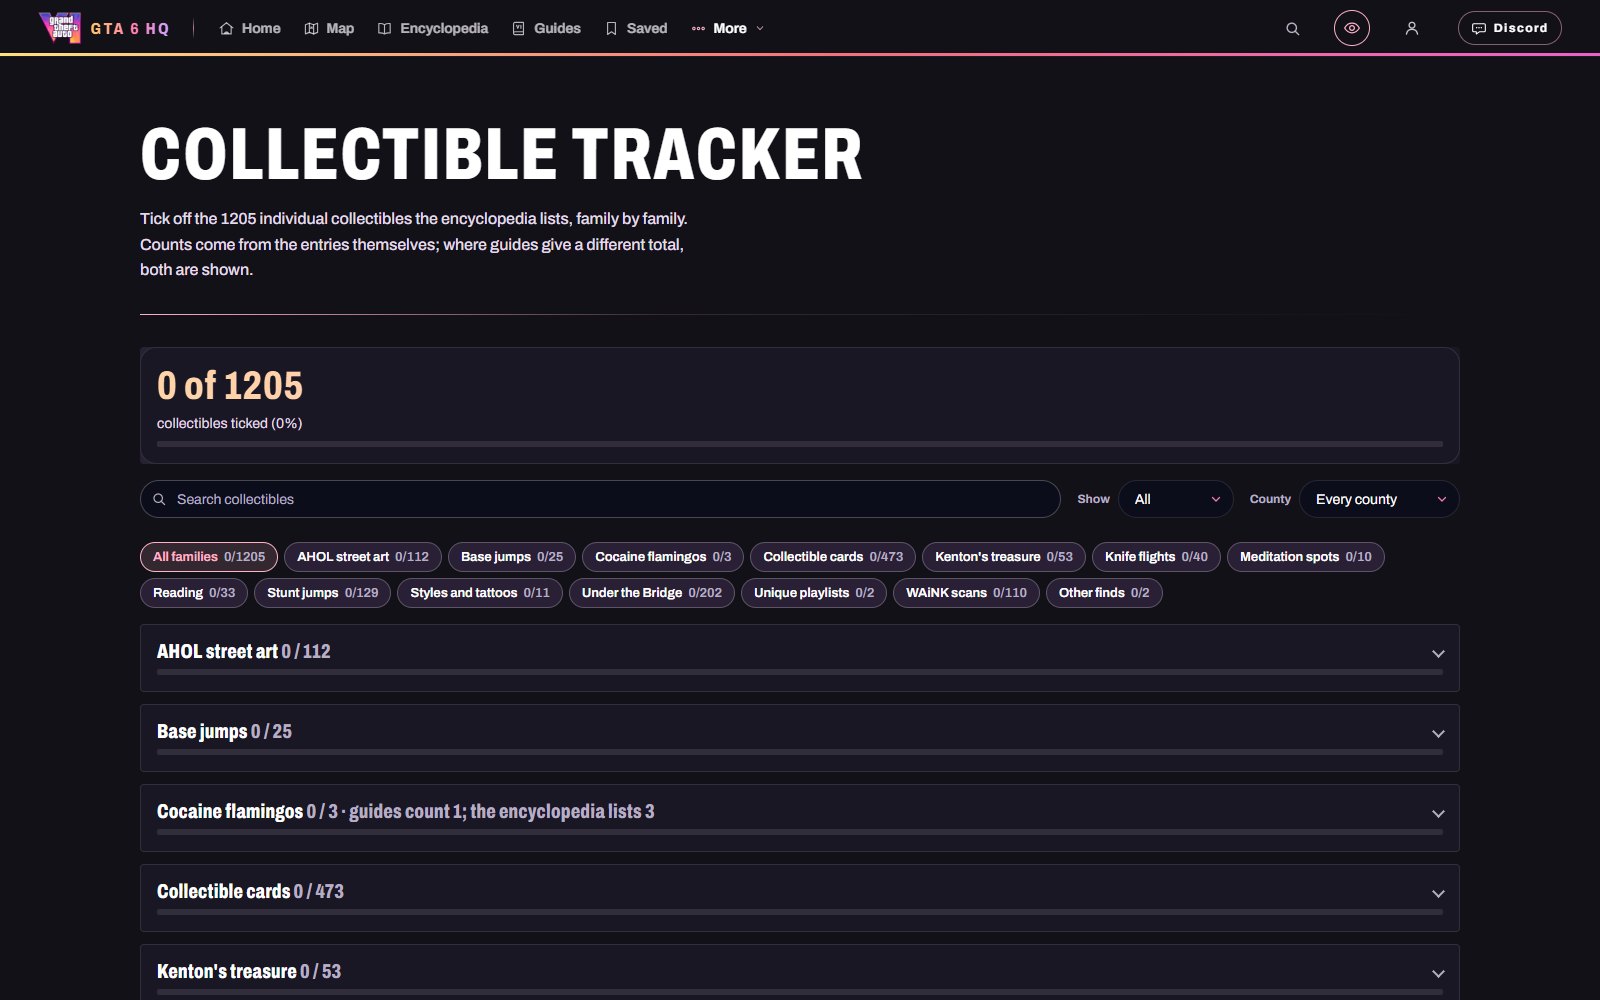 VI grand theft auto GTA 6 HQ Home Map Encyclopedia Guides Saved More Discord
COLLECTIBLE TRACKER
Tick off the 1205 individual collectibles the encyclopedia lists, family by family.
Counts come from the entries themselves; where guides give a different total,
both are shown.
0 of 1205
collectibles ticked (0%)
Search collectibles Show All County Every county
All families 0/1205 AHOL street art 0/112 Base jumps 0/25 Cocaine flamingos 0/3 Collectible cards 0/473 Kenton's treasure 0/53 Knife flights 0/40 Meditation spots 0/10
Reading 0/33 Stunt jumps 0/129 Styles and tattoos 0/11 Under the Bridge 0/202 Unique playlists 0/2 WAiNK scans 0/110 Other finds 0/2
AHOL street art 0 / 112
Base jumps 0 / 25
Cocaine flamingos 0 / 3 · guides count 1; the encyclopedia lists 3
Collectible cards 0 / 473
Kenton's treasure 0 / 53